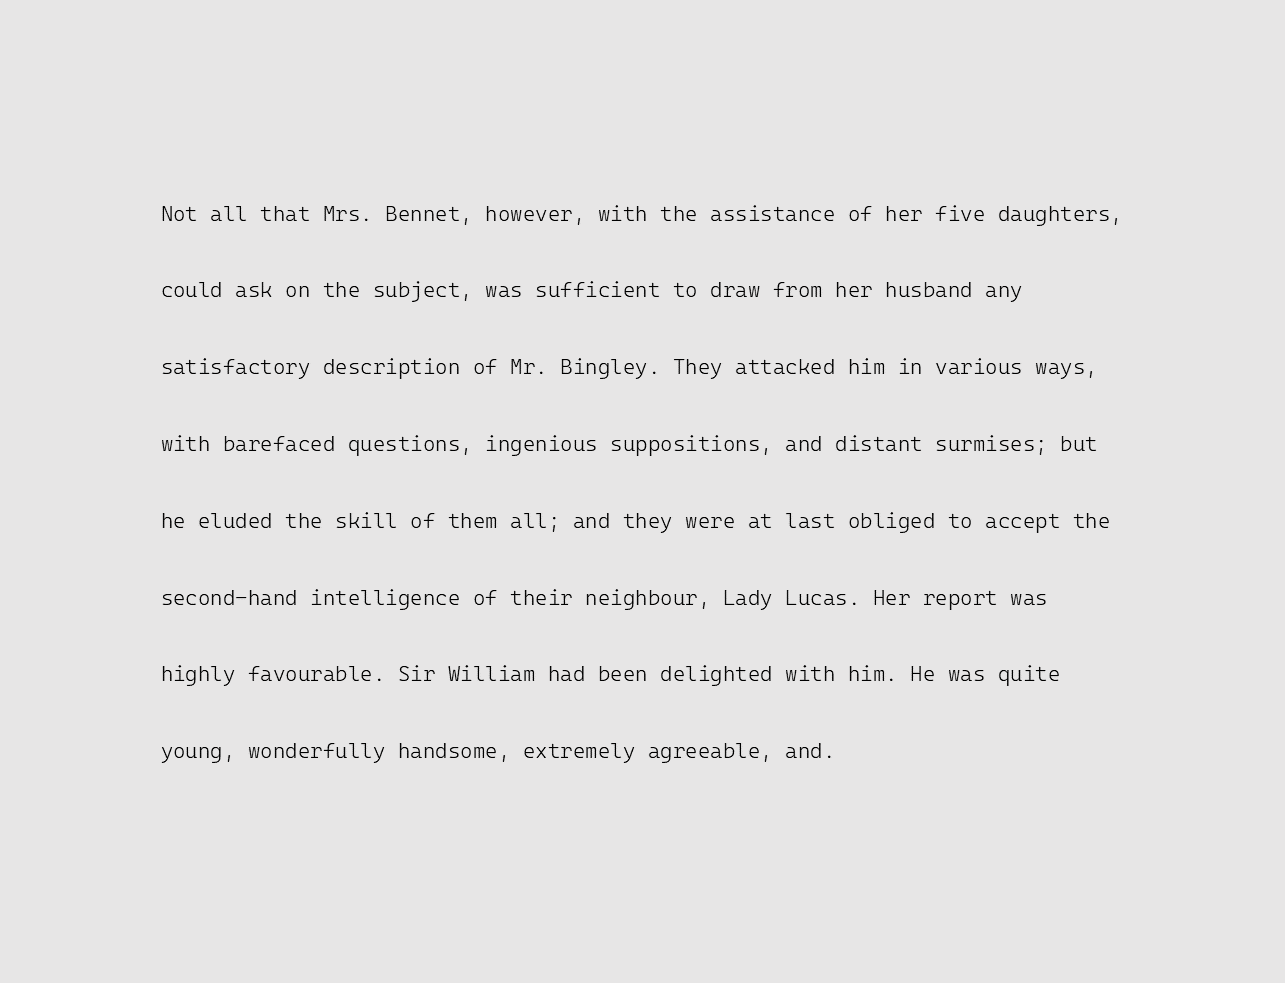 Not all that Mrs. Bennet, however, with the assistance of her five daughters,
could ask on the subject, was sufficient to draw from her husband any
satisfactory description of Mr. Bingley. They attacked him in various ways,
with barefaced questions, ingenious suppositions, and distant surmises; but
he eluded the skill of them all; and they were at last obliged to accept the
second-hand intelligence of their neighbour, Lady Lucas. Her report was
highly favourable. Sir William had been delighted with him. He was quite
young, wonderfully handsome, extremely agreeable, and.